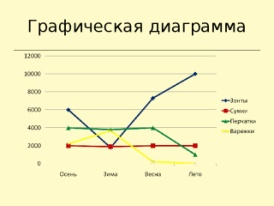 Графическая диаграмма
12000
10000
8000
6000
4000
2000
0
Осень Зима Весна Лето
Зонты
Сумки
Перчатки
Варежки